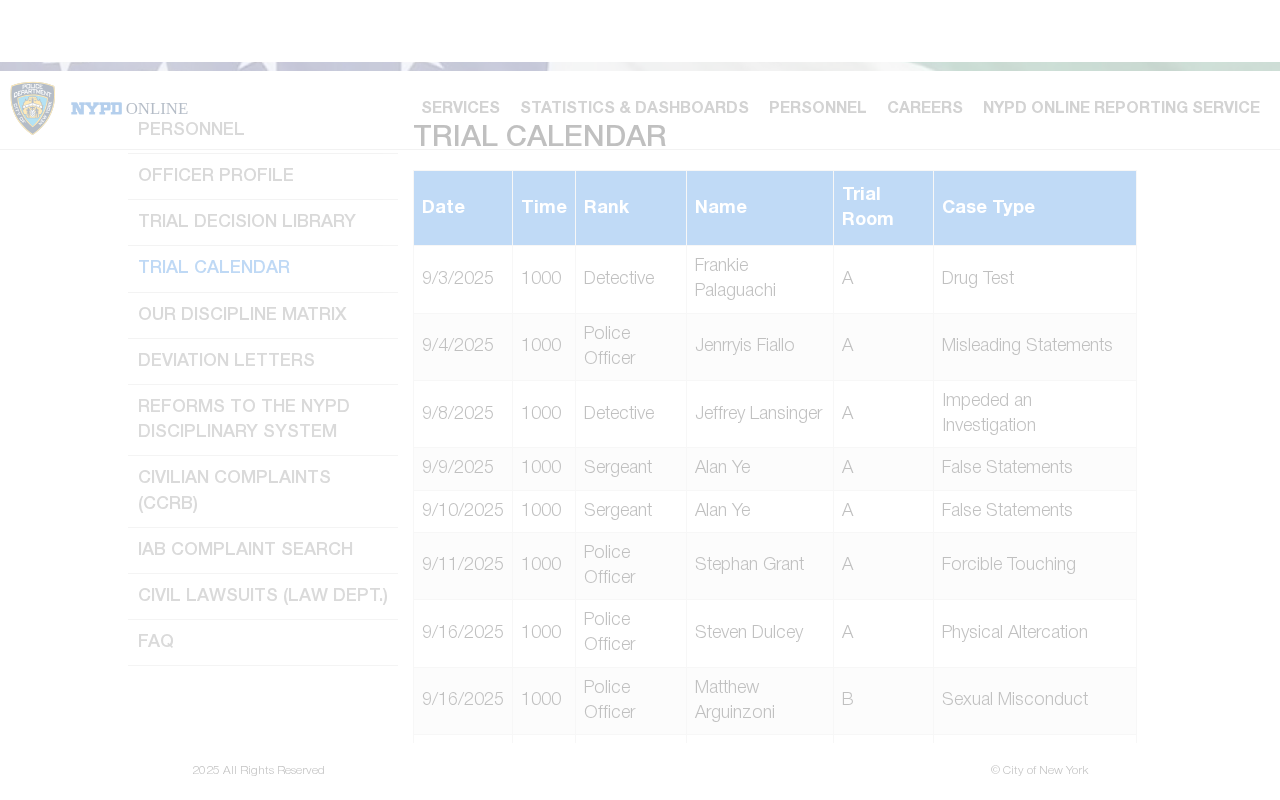 POLICE DEPARTMENT
NYPD ONLINE
SERVICES STATISTICS & DASHBOARDS PERSONNEL CAREERS NYPD ONLINE REPORTING SERVICE
PERSONNEL
OFFICER PROFILE
TRIAL DECISION LIBRARY
TRIAL CALENDAR
OUR DISCIPLINE MATRIX
DEVIATION LETTERS
REFORMS TO THE NYPD
DISCIPLINARY SYSTEM
CIVILIAN COMPLAINTS
(CCRB)
IAB COMPLAINT SEARCH
CIVIL LAWSUITS (LAW DEPT.)
FAQ
TRIAL CALENDAR
Date Time Rank Name Trial Room Case Type
9/3/2025 1000 Detective Frankie Palaguachi A Drug Test
9/4/2025 1000 Police Officer Jenrryis Fiallo A Misleading Statements
9/8/2025 1000 Detective Jeffrey Lansinger A Impeded an Investigation
9/9/2025 1000 Sergeant Alan Ye A False Statements
9/10/2025 1000 Sergeant Alan Ye A False Statements
9/11/2025 1000 Police Officer Stephan Grant A Forcible Touching
9/16/2025 1000 Police Officer Steven Dulcey A Physical Altercation
9/16/2025 1000 Police Officer Matthew Arguinzoni B Sexual Misconduct
2025 All Rights Reserved
© City of New York